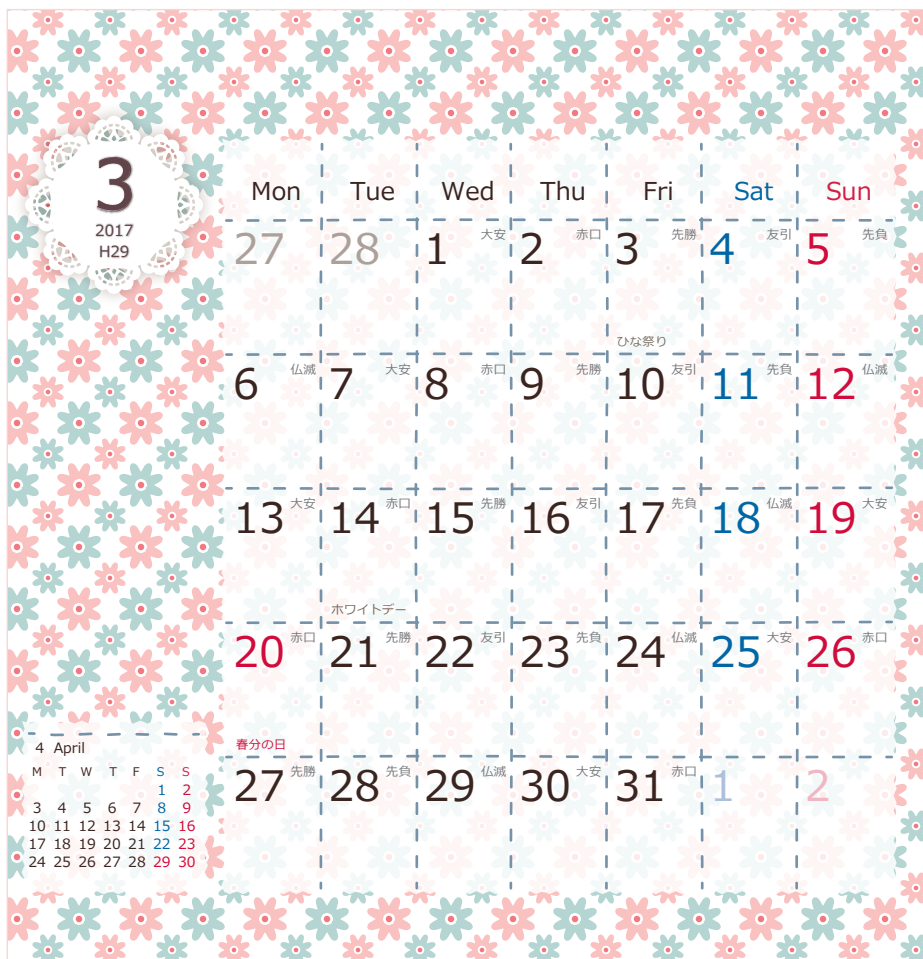 3
2017
H29
Mon Tue Wed Thu Fri Sat Sun
27 28 1 大安 2 赤口 3 先勝 4 友引 5 先負
ひな祭り
6 仏滅 7 大安 8 赤口 9 先勝 10 友引 11 先負 12 仏滅
13 大安 14 赤口 15 先勝 16 友引 17 先負 18 仏滅 19 大安
ホワイトデー
20 赤口 21 先勝 22 友引 23 先負 24 仏滅 25 大安 26 赤口
春分の日
27 先勝 28 先負 29 仏滅 30 大安 31 赤口 1 2
4 April
M T W T F S S
1 2
3 4 5 6 7 8 9
10 11 12 13 14 15 16
17 18 19 20 21 22 23
24 25 26 27 28 29 30